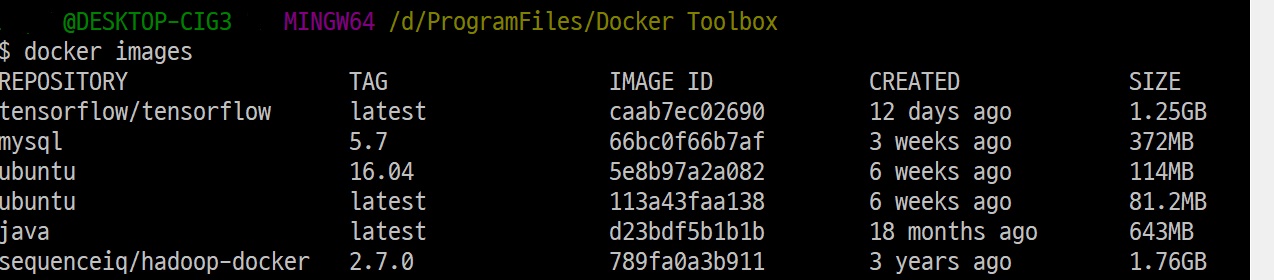 @DESKTOP-CIG3 MINGW64 /d/ProgramFiles/Docker Toolbox
$ docker images
REPOSITORY TAG IMAGE ID CREATED SIZE
tensorflow/tensorflow latest caab7ec02690 12 days ago 1.25GB
mysql 5.7 66bc0f66b7af 3 weeks ago 372MB
ubuntu 16.04 5e8b97a2a082 6 weeks ago 114MB
ubuntu latest 113a43faa138 6 weeks ago 81.2MB
java latest d23bdf5b1b1b 18 months ago 643MB
sequenceiq/hadoop-docker 2.7.0 789fa0a3b911 3 years ago 1.76GB